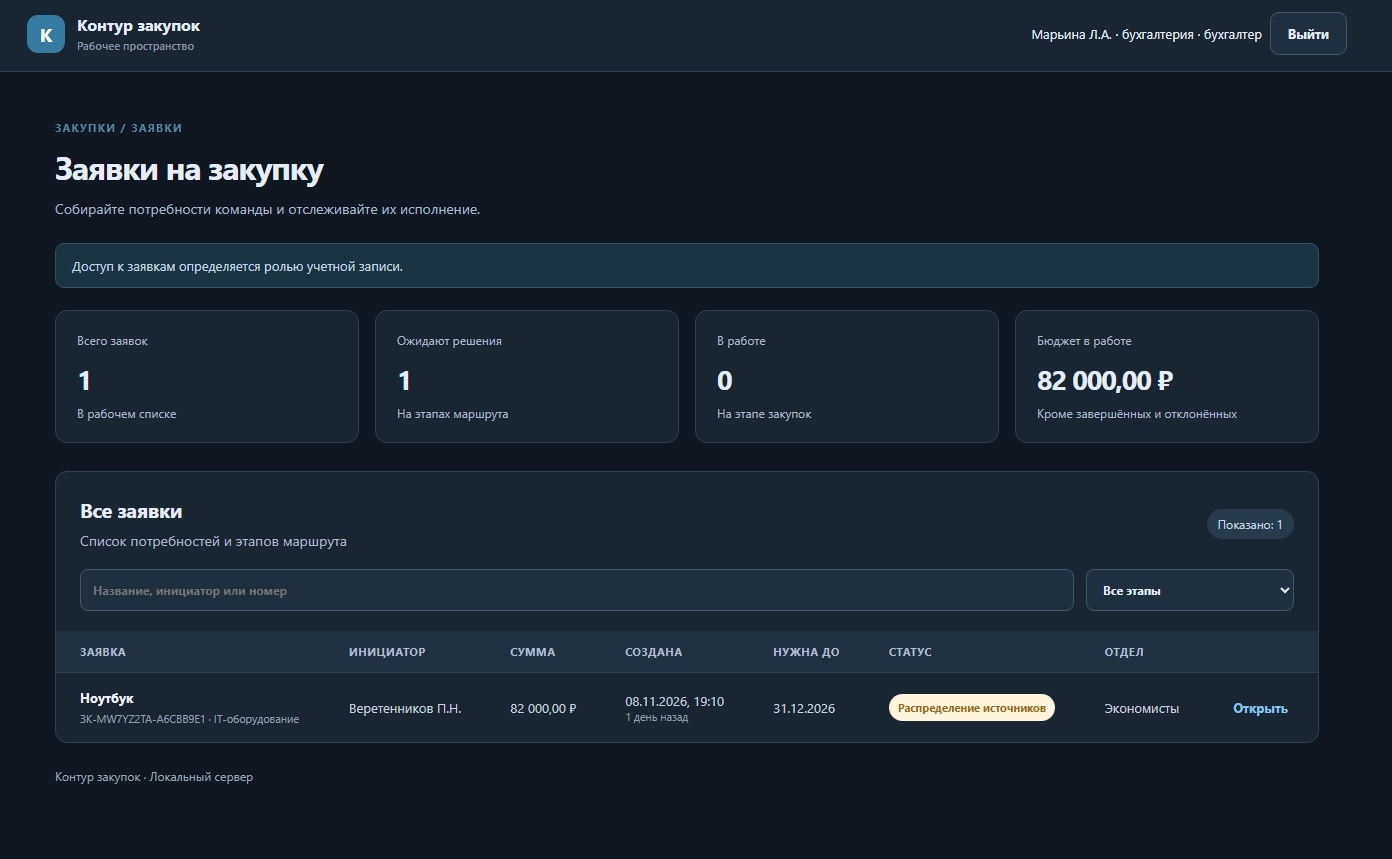 К
Контур закупок
Рабочее пространство
Марьина Л.А. · бухгалтерия · бухгалтер
Выйти
ЗАКУПКИ / ЗАЯВКИ
Заявки на закупку
Собирайте потребности команды и отслеживайте их исполнение.
Доступ к заявкам определяется ролью учетной записи.
Всего заявок
1
В рабочем списке
Ожидают решения
1
На этапах маршрута
В работе
0
На этапе закупок
Бюджет в работе
82 000,00 ₽
Кроме завершённых и отклонённых
Все заявки
Список потребностей и этапов маршрута
Показано: 1
Название, инициатор или номер
Все этапы
ЗАЯВКА ИНИЦИАТОР СУММА СОЗДАНА НУЖНА ДО СТАТУС ОТДЕЛ
Ноутбук
ЗК-MW7YZ2TA-A6CBB9E1 · IT-оборудование
Веретенников П.Н.
82 000,00 ₽
08.11.2026, 19:10
1 день назад
31.12.2026
Распределение источников
Экономисты
Открыть
Контур закупок · Локальный сервер